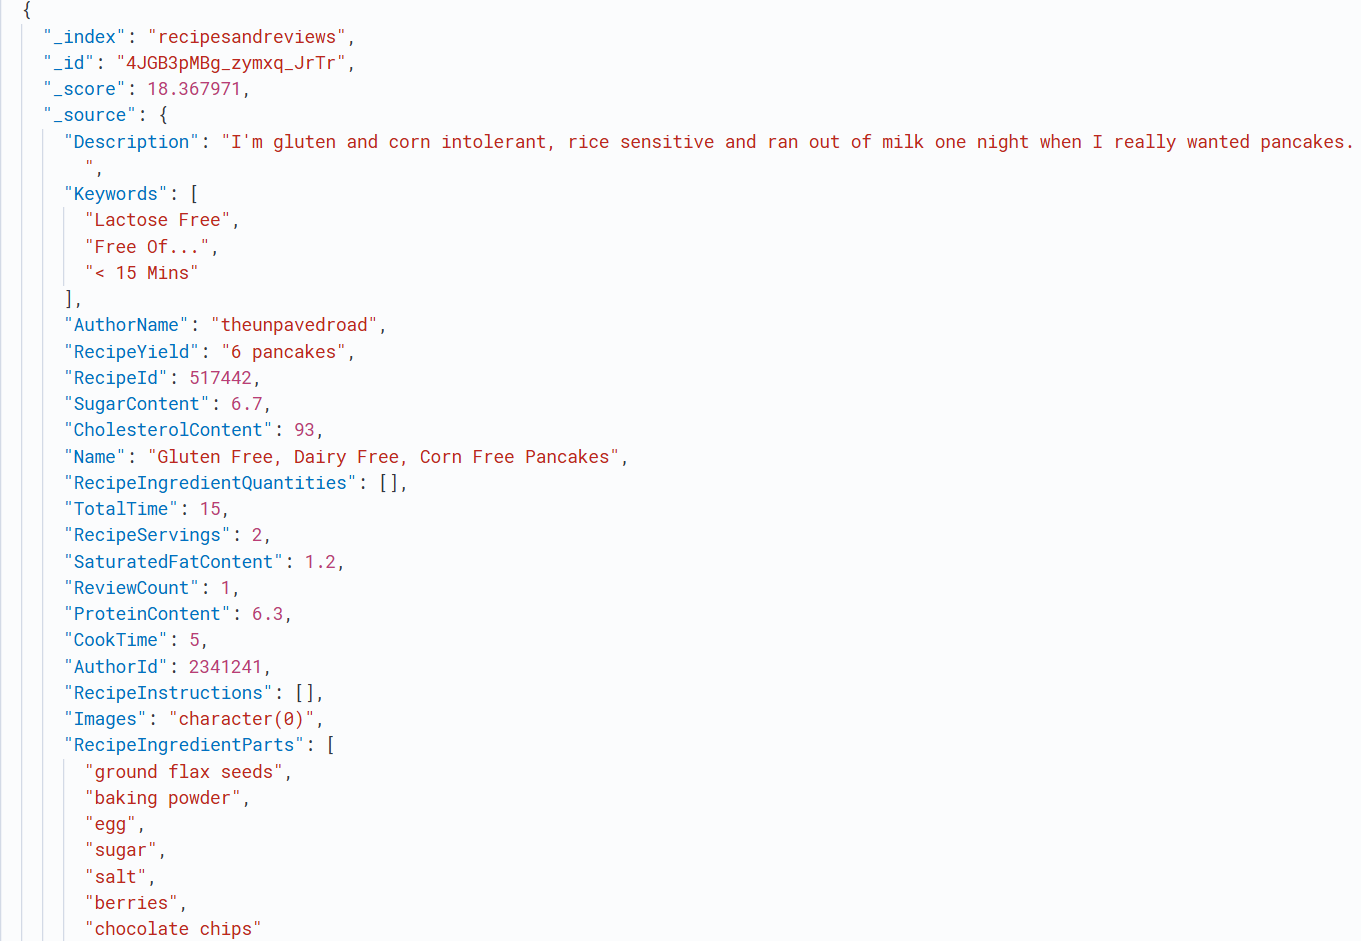 {
"_index": "recipesandreviews",
"_id": "4JGB3pMBg_zymxq_JrTr",
"_score": 18.367971,
"_source": {
"Description": "I'm gluten and corn intolerant, rice sensitive and ran out of milk one night when I really wanted pancakes.
",
"Keywords": [
"Lactose Free",
"Free Of...",
"< 15 Mins"
],
"AuthorName": "theunpavedroad",
"RecipeYield": "6 pancakes",
"RecipeId": 517442,
"SugarContent": 6.7,
"CholesterolContent": 93,
"Name": "Gluten Free, Dairy Free, Corn Free Pancakes",
"RecipeIngredientQuantities": [],
"TotalTime": 15,
"RecipeServings": 2,
"SaturatedFatContent": 1.2,
"ReviewCount": 1,
"ProteinContent": 6.3,
"CookTime": 5,
"AuthorId": 2341241,
"RecipeInstructions": [],
"Images": "character(0)",
"RecipeIngredientParts": [
"ground flax seeds",
"baking powder",
"egg",
"sugar",
"salt",
"berries",
"chocolate chips"